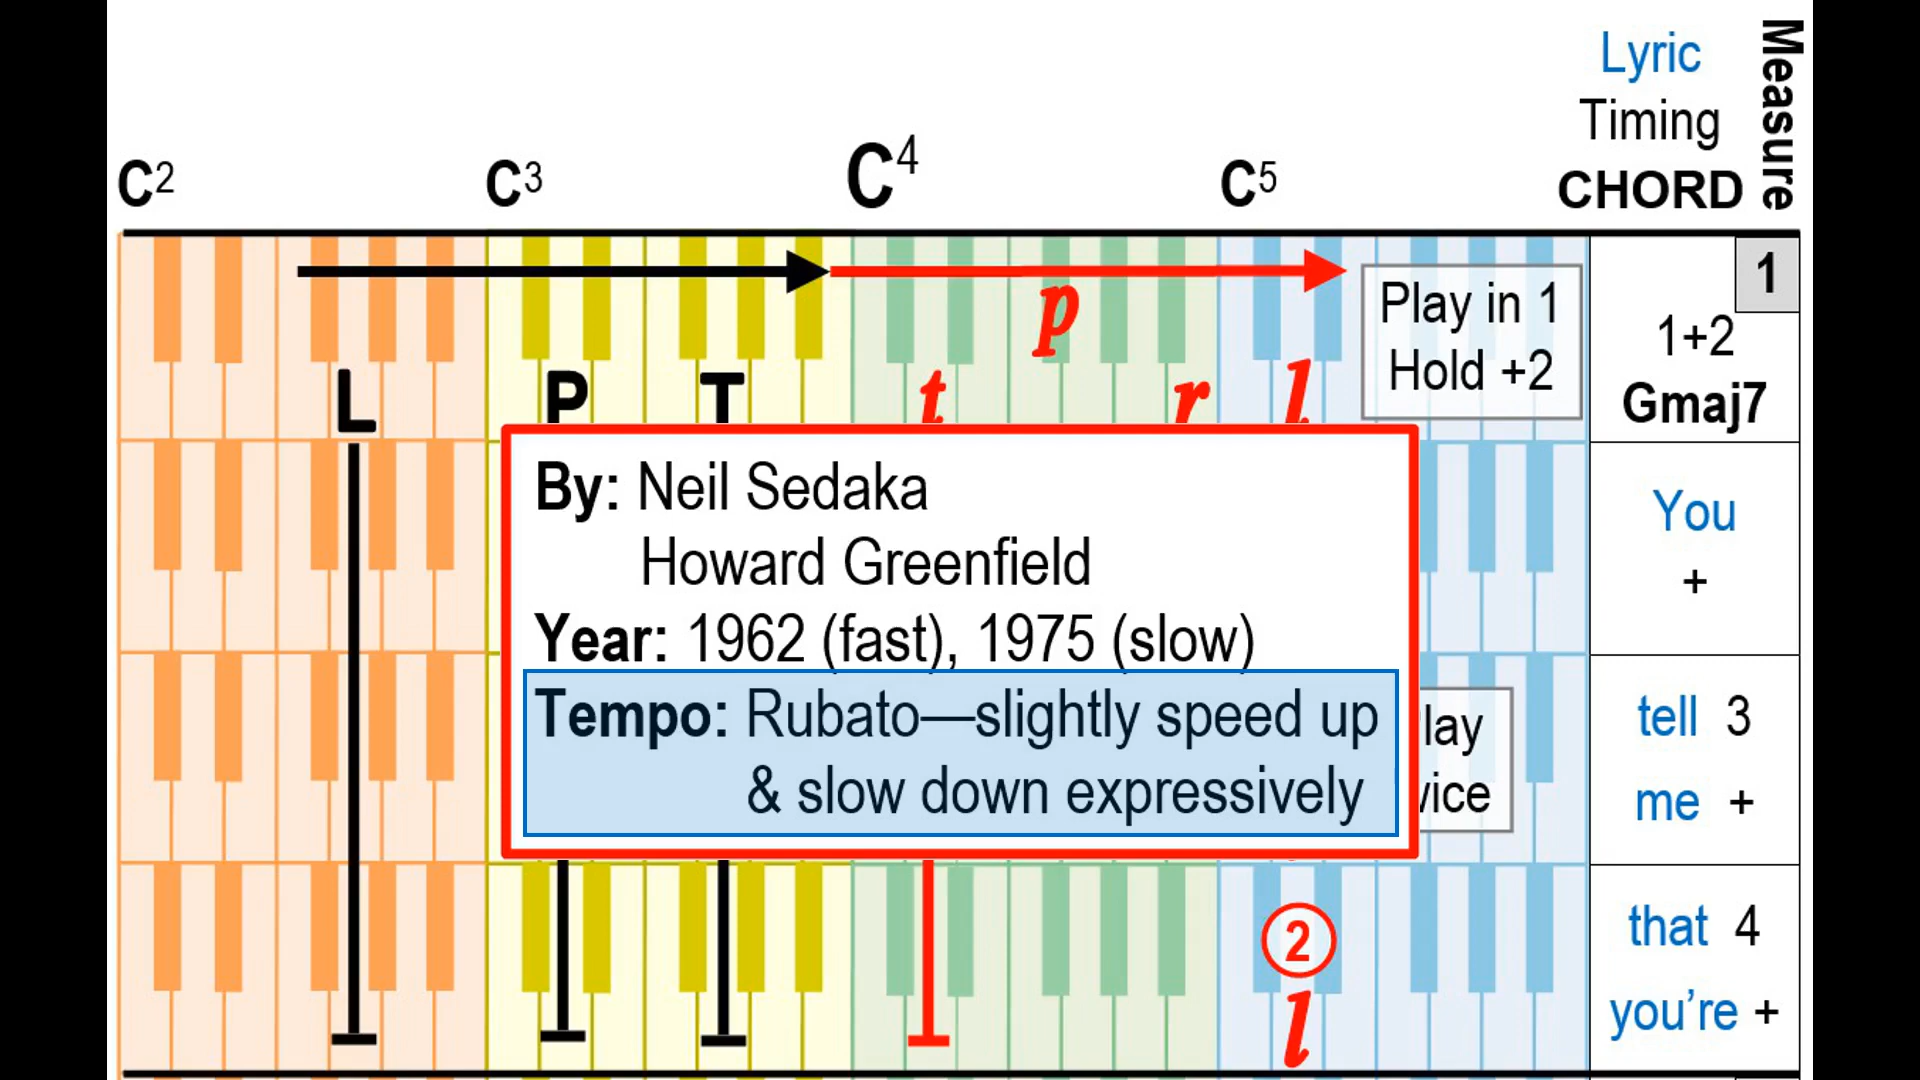 Lyric
Timing
CHORD
Measure
C2 C3 C4 C5
1
p
Play in 1
Hold +2
1+2
Gmaj7
L P T t r l
By: Neil Sedaka
Howard Greenfield
Year: 1962 (fast), 1975 (slow)
Tempo: Rubato—slightly speed up
& slow down expressively
You
+
lay
ice
tell 3
me +
2
l
that 4
you're +